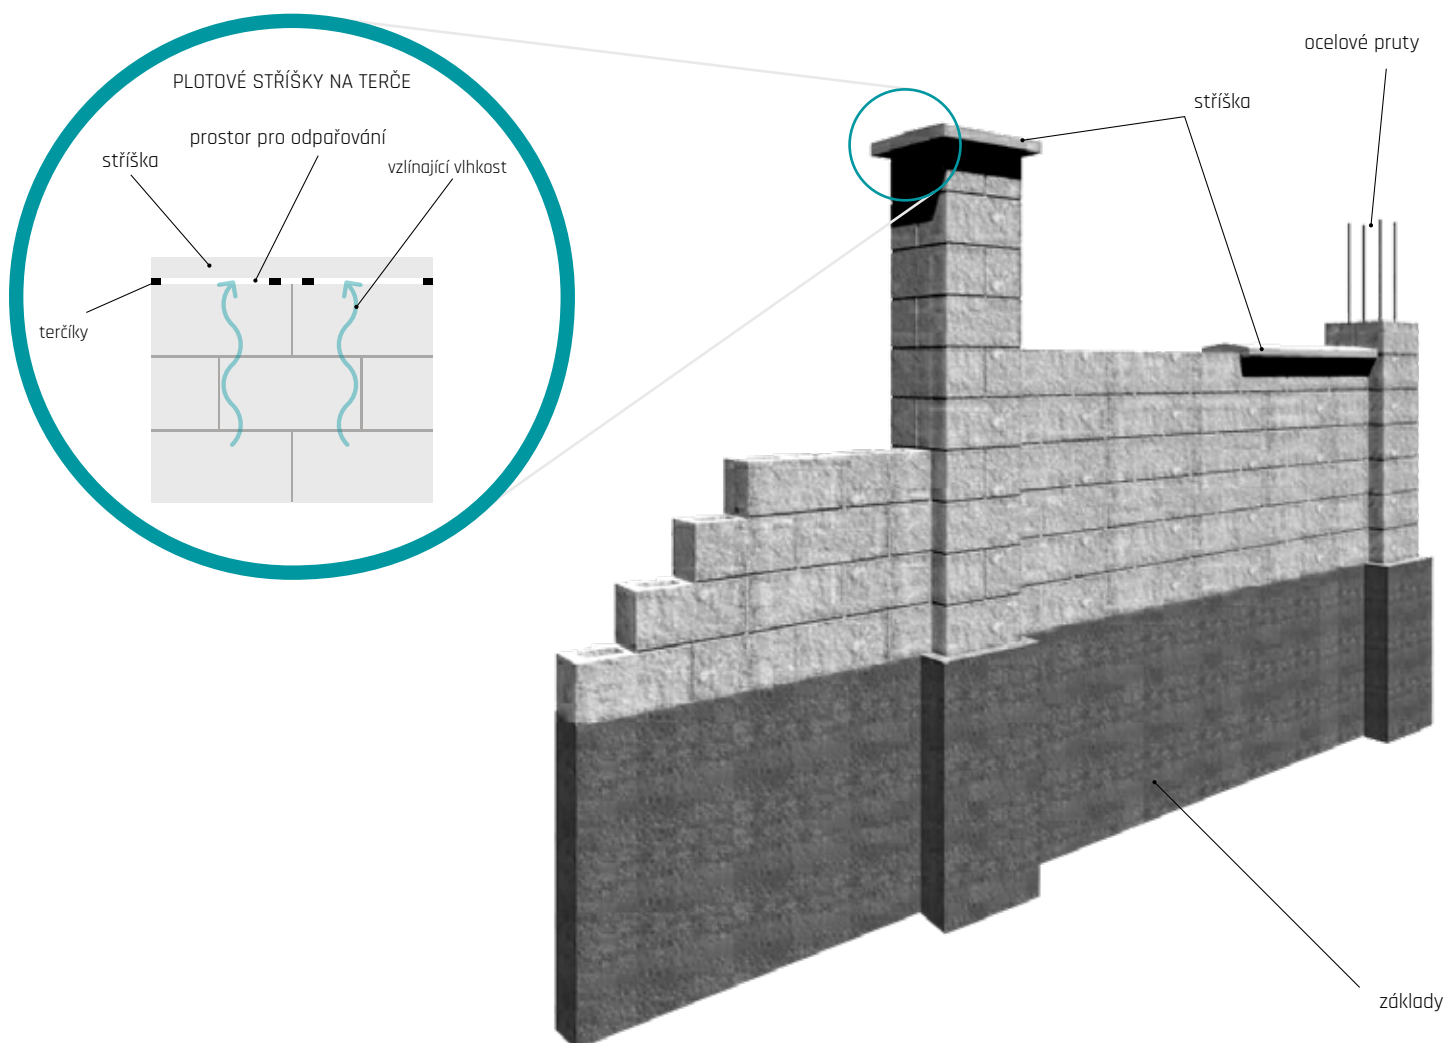 PLOTOVÉ STŘÍŠKY NA TERČE
prostor pro odpařování
stříška
vzlínající vlhkost
terčíky
ocelové pruty
stříška
základy